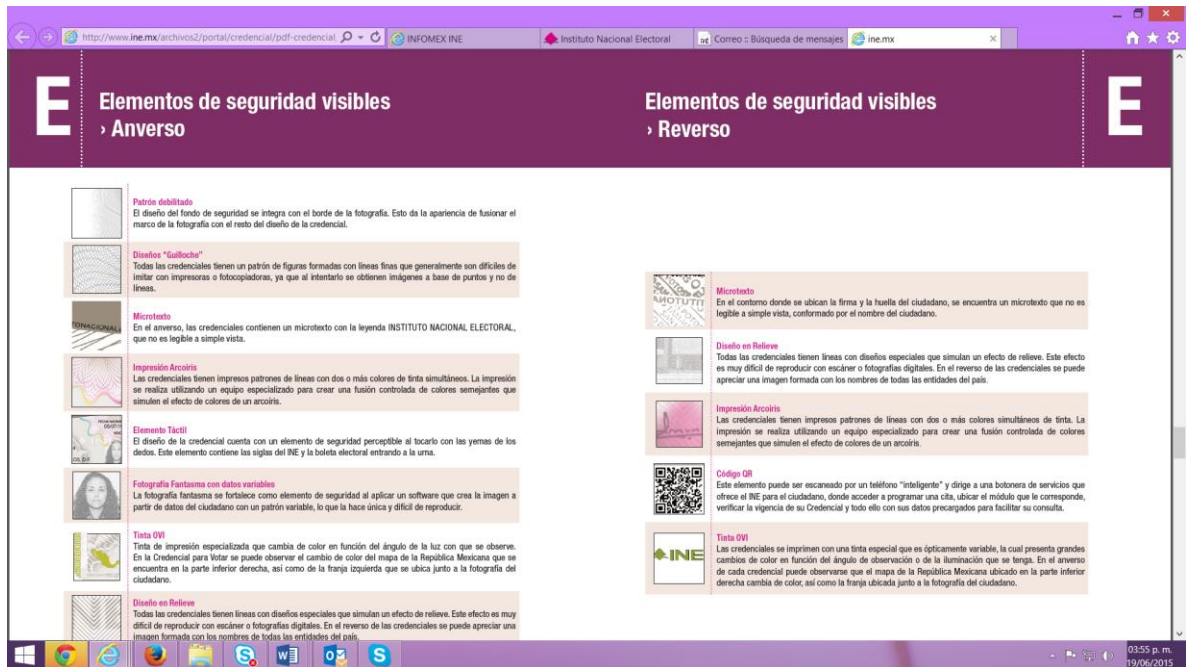 http://www.ine.mx/archivos2/portal/credencial/pdf-credencial
INFOMEX INE
Instituto Nacional Electoral
Correo :: Búsqueda de mensajes
ine.mx
E
Elementos de seguridad visibles
› Anverso
Patrón debilitado
El diseño del fondo de seguridad se integra con el borde de la fotografía. Esto da la apariencia de fusionar el
marco de la fotografía con el resto del diseño de la credencial.
Diseños "Guilloche"
Todas las credenciales tienen un patrón de figuras formadas con líneas finas que generalmente son difíciles de
imitar con impresoras o fotocopiadoras, ya que al intentarlo se obtienen imágenes a base de puntos y no de
líneas.
TONACIONAL
Microtexto
En el anverso, las credenciales contienen un microtexto con la leyenda INSTITUTO NACIONAL ELECTORAL,
que no es legible a simple vista.
Impresión Arcoiris
Las credenciales tienen impresos patrones de líneas con dos o más colores de tinta simultáneos. La impresión
se realiza utilizando un equipo especializado para crear una fusión controlada de colores semejantes que
simulen el efecto de colores de un arcoíris.
Elemento Táctil
El diseño de la credencial cuenta con un elemento de seguridad perceptible al tocarlo con las yemas de los
dedos. Este elemento contiene las siglas del INE y la boleta electoral entrando a la urna.
Fotografía Fantasma con datos variables
La fotografía fantasma se fortalece como elemento de seguridad al aplicar un software que crea la imagen a
partir de datos del ciudadano con un patrón variable, lo que la hace única y difícil de reproducir.
Tinta OVI
Tinta de impresión especializada que cambia de color en función del ángulo de la luz con que se observe.
En la Credencial para Votar se puede observar el cambio de color del mapa de la República Mexicana que se
encuentra en la parte inferior derecha, así como de la franja izquierda que se ubica junto a la fotografía del
ciudadano.
Diseño en Relieve
Todas las credenciales tienen líneas con diseños especiales que simulan un efecto de relieve. Este efecto es muy
difícil de reproducir con escáner o fotografías digitales. En el reverso de las credenciales se puede apreciar una
imagen formada con los nombres de todas las entidades del país.
Elementos de seguridad visibles
› Reverso
E
Microtexto
En el contorno donde se ubican la firma y la huella del ciudadano, se encuentra un microtexto que no es
legible a simple vista, conformado por el nombre del ciudadano.
Diseño en Relieve
Todas las credenciales tienen líneas con diseños especiales que simulan un efecto de relieve. Este efecto
es muy difícil de reproducir con escáner o fotografías digitales. En el reverso de las credenciales se puede
apreciar una imagen formada con los nombres de todas las entidades del país.
Impresión Arcoiris
Las credenciales tienen impresos patrones de líneas con dos o más colores simultáneos de tinta. La
impresión se realiza utilizando un equipo especializado para crear una fusión controlada de colores
semejantes que simulen el efecto de colores de un arcoíris.
Código QR
Este elemento puede ser escaneado por un teléfono "inteligente" y dirige a una botonera de servicios que
ofrece el INE para el ciudadano, donde acceder a programar una cita, ubicar el módulo que le corresponde,
verificar la vigencia de su Credencial y todo ello con sus datos precargados para facilitar su consulta.
INE
Tinta OVI
Las credenciales se imprimen con una tinta especial que es ópticamente variable, la cual presenta grandes
cambios de color en función del ángulo de observación o de la iluminación que se tenga. En el anverso
de cada credencial puede observarse que el mapa de la República Mexicana ubicado en la parte inferior
derecha cambia de color, así como la franja ubicada junto a la fotografía del ciudadano.
03:55 p. m.
19/06/2015